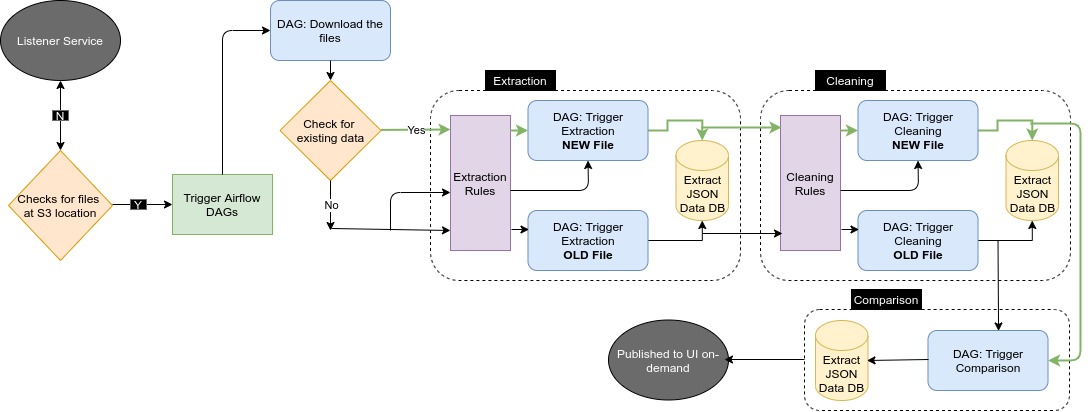 Listener Service
N
Checks for files
at S3 location
Y
Trigger Airflow
DAGs
DAG: Download the
files
Check for
existing data
Yes
No
Extraction
Extraction
Rules
DAG: Trigger
Extraction
NEW File
DAG: Trigger
Extraction
OLD File
Extract
JSON
Data DB
Cleaning
Cleaning
Rules
DAG: Trigger
Cleaning
NEW File
DAG: Trigger
Cleaning
OLD File
Extract
JSON
Data DB
Comparison
DAG: Trigger
Comparison
Extract
JSON
Data DB
Published to UI on-
demand